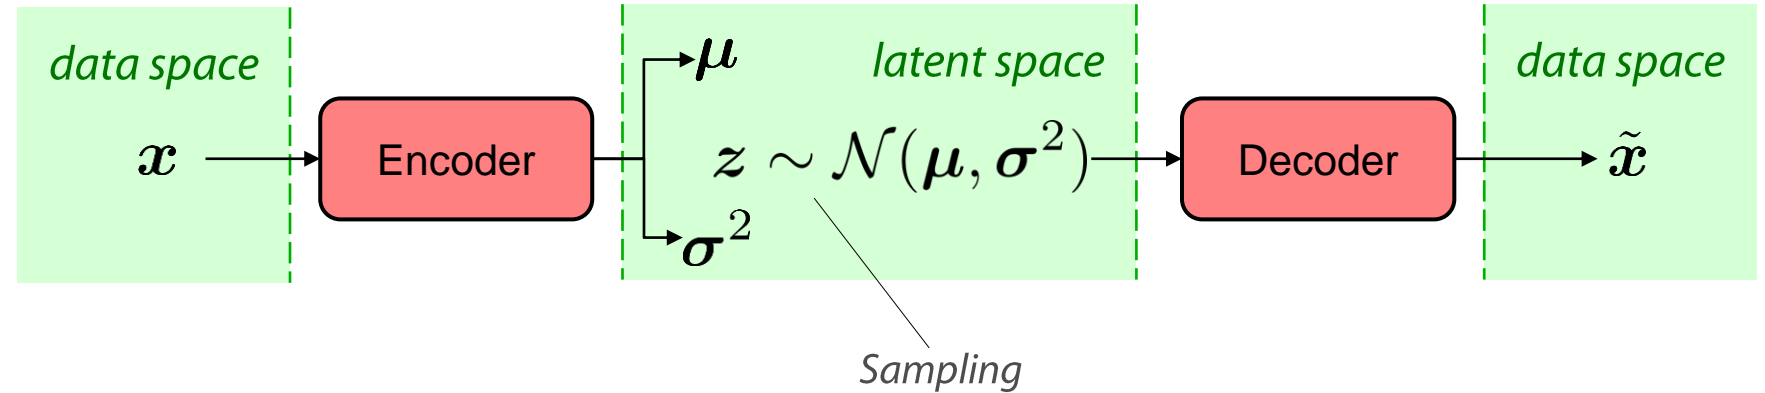 data space
x
Encoder
μ
latent space
z ∼ 𝒩(μ, σ²)
σ²
Sampling
Decoder
data space
x̃